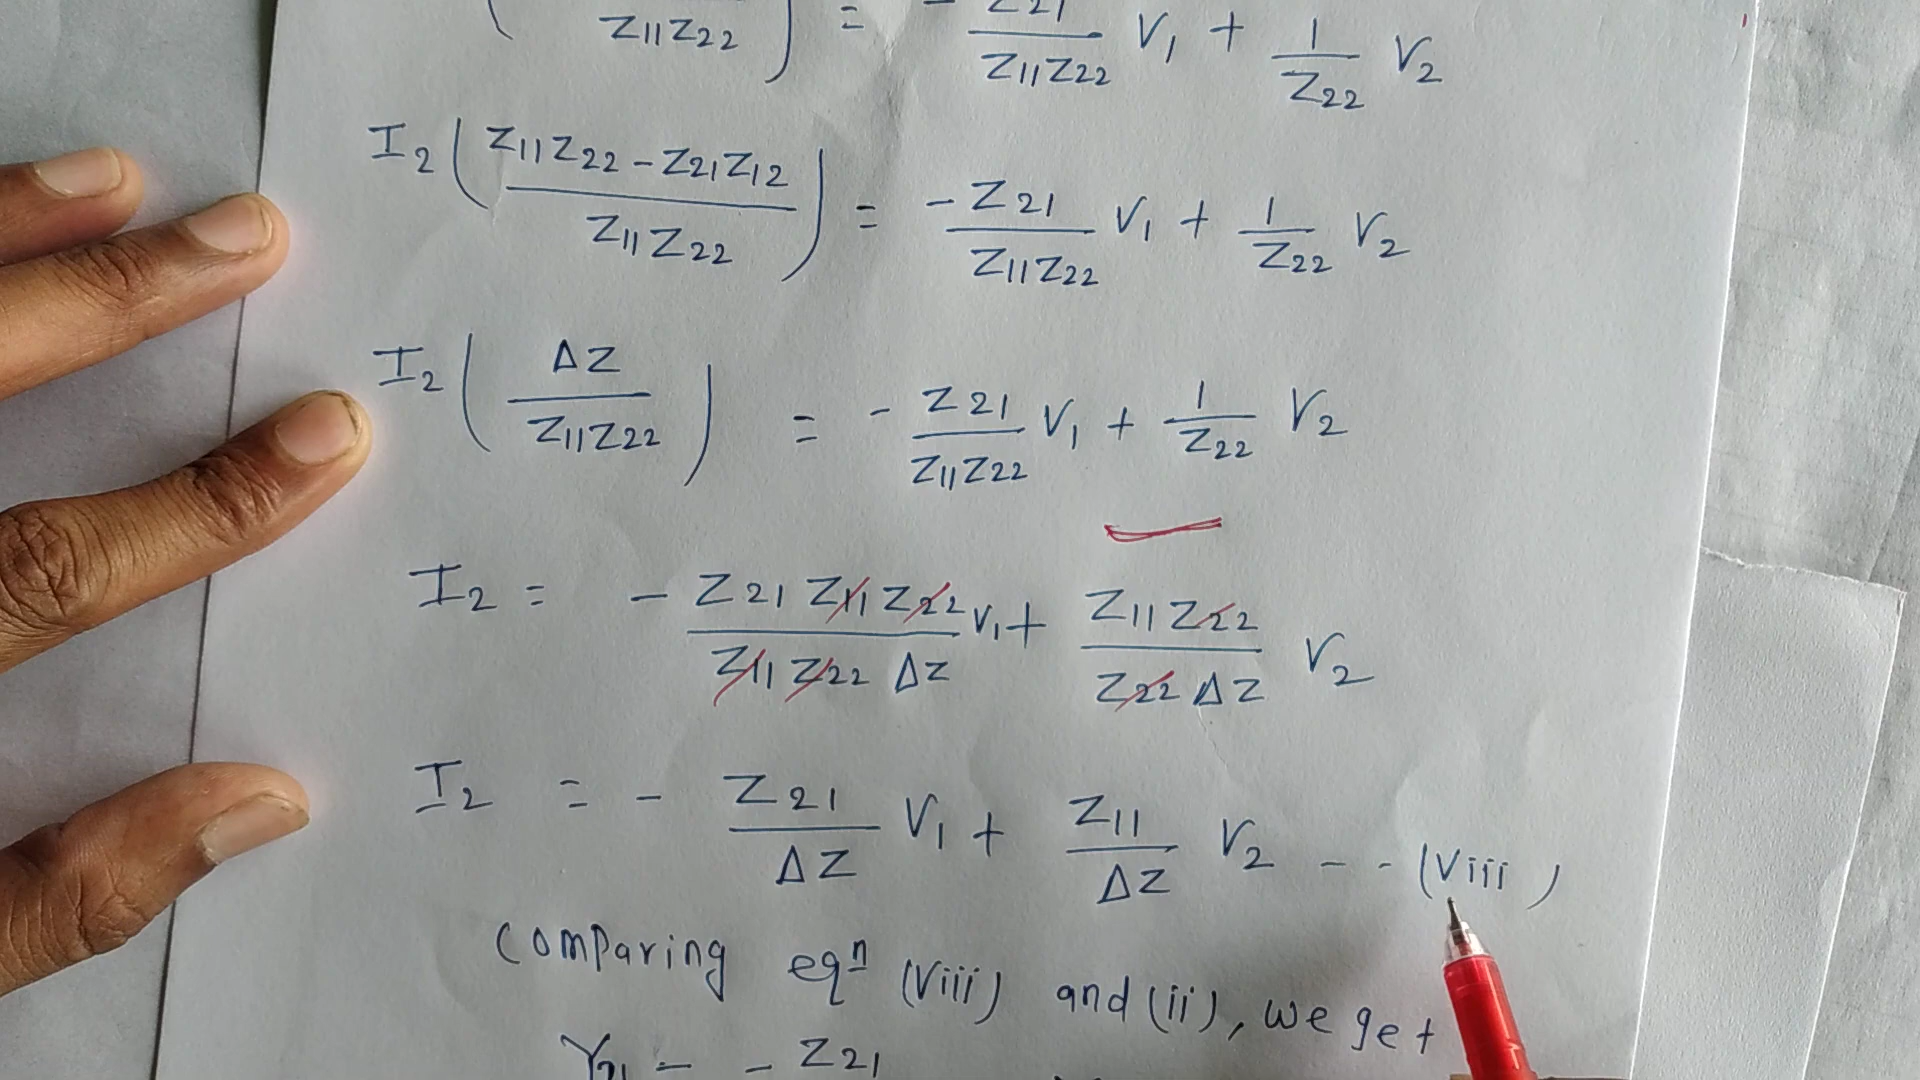 Z11Z22 ) = - Z21/Z11Z22 V1 + 1/Z22 V2
I2 ( Z11Z22 - Z21Z12 / Z11Z22 ) = -Z21/Z11Z22 V1 + 1/Z22 V2
I2 ( ΔZ / Z11Z22 ) = - Z21/Z11Z22 V1 + 1/Z22 V2
I2 = - Z21 Z11 Z22 / Z11 Z22 ΔZ V1 + Z11 Z22 / Z22 ΔZ V2
I2 = - Z21/ΔZ V1 + Z11/ΔZ V2 - - (Viii)
Comparing eqn (Viii) and (ii), we get
Y21 = - Z21